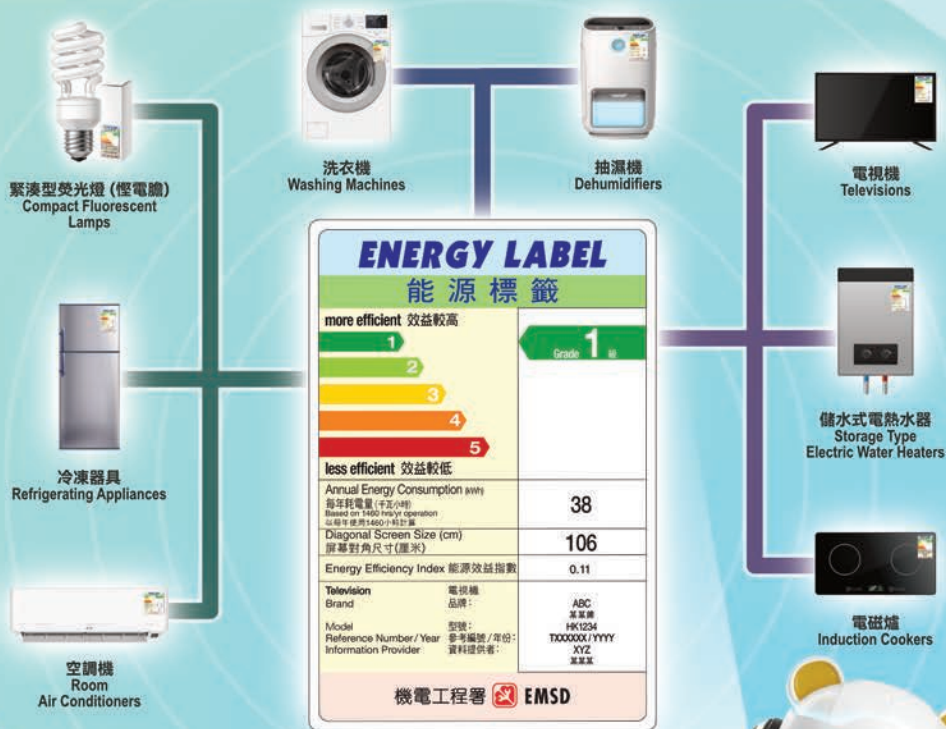 緊湊型熒光燈 (慳電膽)
Compact Fluorescent
Lamps
洗衣機
Washing Machines
抽濕機
Dehumidifiers
電視機
Televisions
冷凍器具
Refrigerating Appliances
儲水式電熱水器
Storage Type
Electric Water Heaters
空調機
Room
Air Conditioners
電磁爐
Induction Cookers
ENERGY LABEL
能源標籤
more efficient 效益較高
1
2
3
4
5
Grade 1 級
less efficient 效益較低
Annual Energy Consumption (kWh)
每年耗電量 (千瓦小時)
Based on 1460 hrs/yr operation
以每年使用1460小時計算
38
Diagonal Screen Size (cm)
屏幕對角尺寸(厘米)
106
Energy Efficiency Index 能源效益指數 0.11
Television 電視機
Brand 品牌: ABC
某某牌
Model 型號: HK1234
Reference Number / Year 參考編號 / 年份: TXXXXXX / YYYY
Information Provider 資料提供者: XYZ
某某某
機電工程署 EMSD